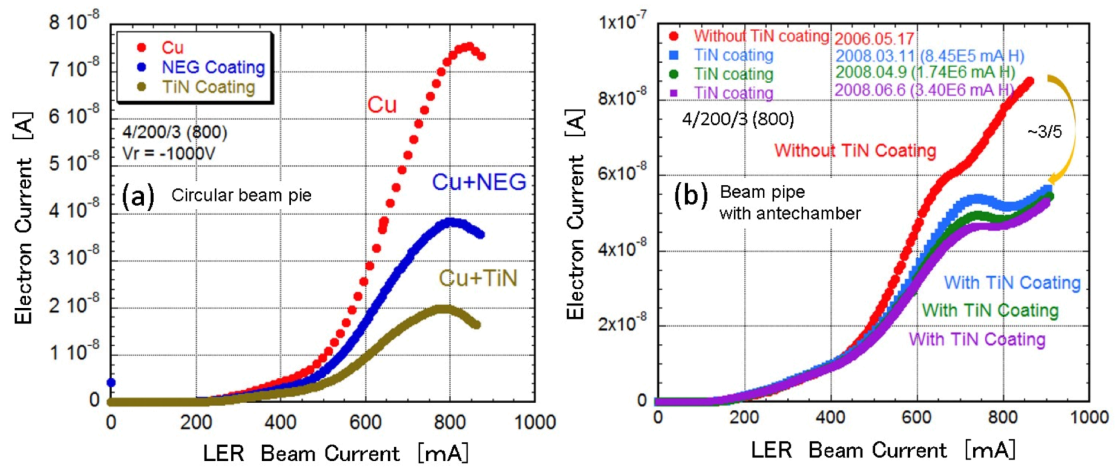 8 10⁻⁸
7 10⁻⁸
6 10⁻⁸
5 10⁻⁸
4 10⁻⁸
3 10⁻⁸
2 10⁻⁸
1 10⁻⁸
0
Electron Current [A]
Cu
NEG Coating
TiN Coating
4/200/3 (800)
Vr = -1000V
(a) Circular beam pie
Cu
Cu+NEG
Cu+TiN
0 200 400 600 800 1000
LER Beam Current [mA]
1x10⁻⁷
8x10⁻⁸
6x10⁻⁸
4x10⁻⁸
2x10⁻⁸
0
Electron Current [A]
Without TiN coating 2006.05.17
TiN coating 2008.03.11 (8.45E5 mA H)
TiN coating 2008.04.9 (1.74E6 mA H)
TiN coating 2008.06.6 (3.40E6 mA H)
4/200/3 (800)
~3/5
Without TiN Coating
(b) Beam pipe
with antechamber
With TiN Coating
With TiN Coating
With TiN Coating
0 200 400 600 800 1000
LER Beam Current [mA]